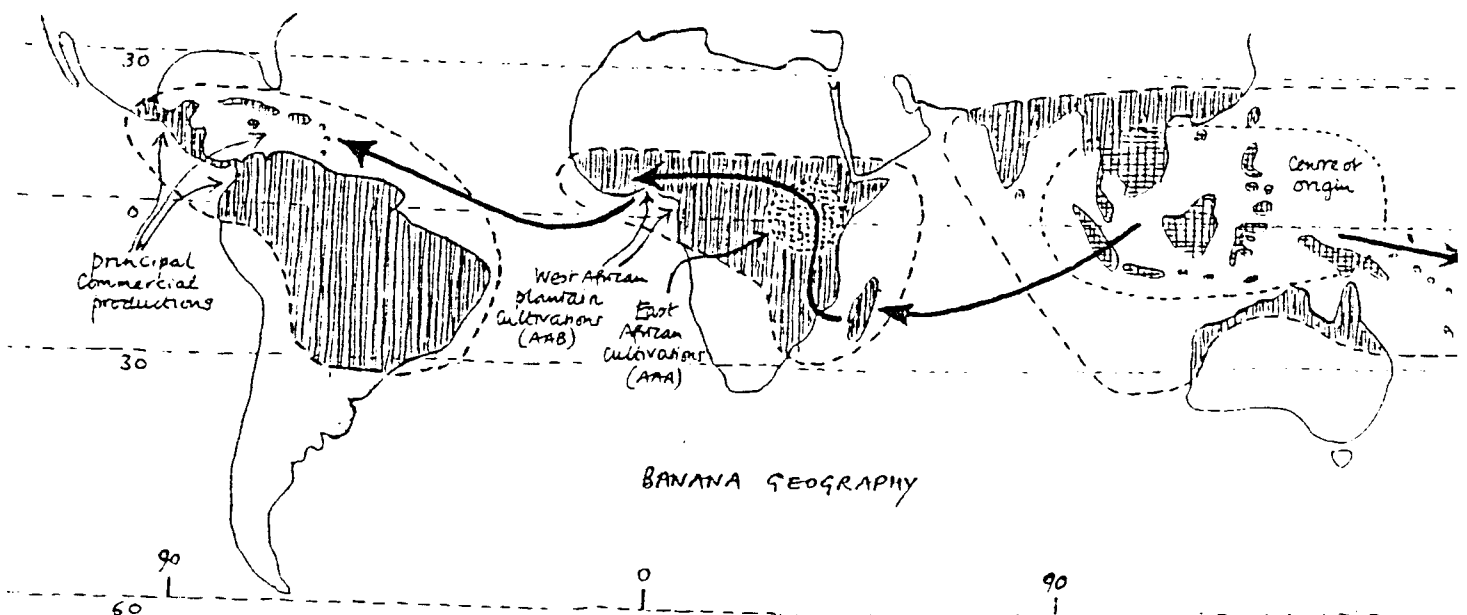 30
0
principal
Commercial
productions
West African
plantain
Cultivations
(AAB)
East
African
Cultivations
(AAA)
Centre of
origin
30
BANANA GEOGRAPHY
90
0
90
60